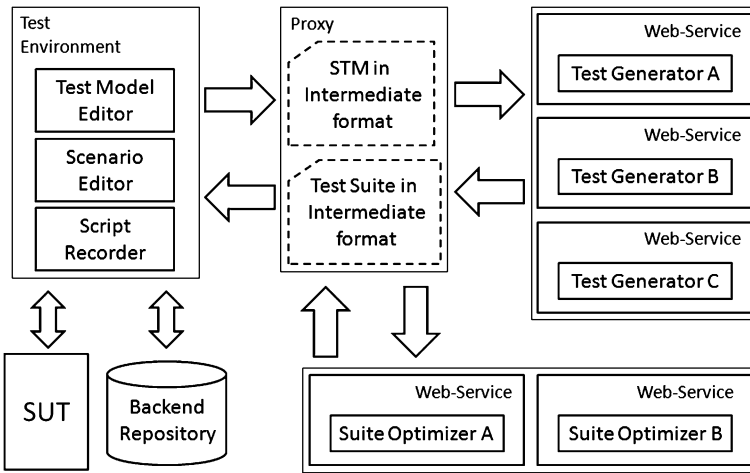 Test
Environment
Test Model
Editor
Scenario
Editor
Script
Recorder
Proxy
STM in
Intermediate
format
Test Suite in
Intermediate
format
Web-Service
Test Generator A
Web-Service
Test Generator B
Web-Service
Test Generator C
SUT
Backend
Repository
Web-Service
Suite Optimizer A
Web-Service
Suite Optimizer B